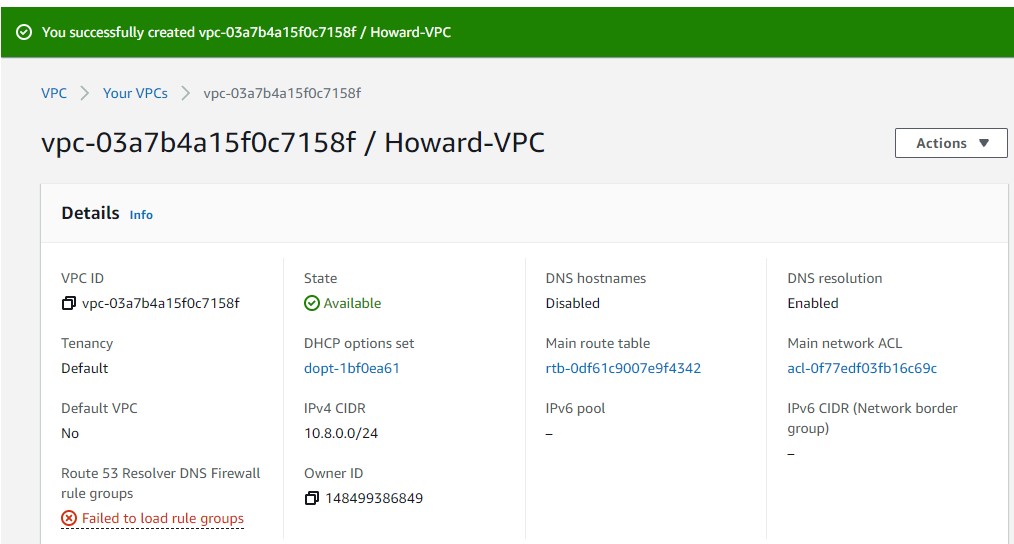 You successfully created vpc-03a7b4a15f0c7158f / Howard-VPC
VPC > Your VPCs > vpc-03a7b4a15f0c7158f
vpc-03a7b4a15f0c7158f / Howard-VPC
Actions ▼
Details Info
VPC ID
vpc-03a7b4a15f0c7158f
State
Available
DNS hostnames
Disabled
DNS resolution
Enabled
Tenancy
Default
DHCP options set
dopt-1bf0ea61
Main route table
rtb-0df61c9007e9f4342
Main network ACL
acl-0f77edf03fb16c69c
Default VPC
No
IPv4 CIDR
10.8.0.0/24
IPv6 pool
–
IPv6 CIDR (Network border
group)
–
Route 53 Resolver DNS Firewall
rule groups
Failed to load rule groups
Owner ID
148499386849